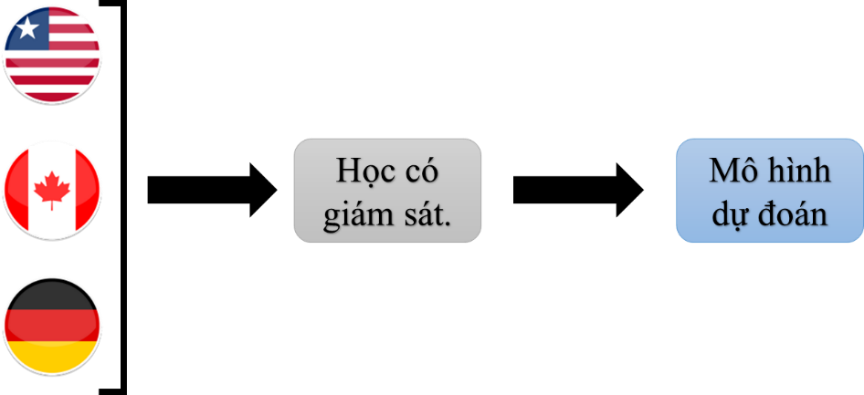 Học có
giám sát.
Mô hình
dự đoán